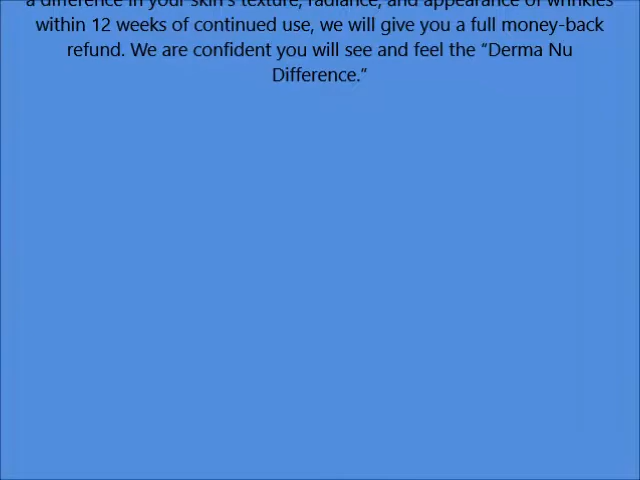 a difference in your skin's texture, radiance, and appearance of wrinkles
within 12 weeks of continued use, we will give you a full money-back
refund. We are confident you will see and feel the “Derma Nu
Difference.”